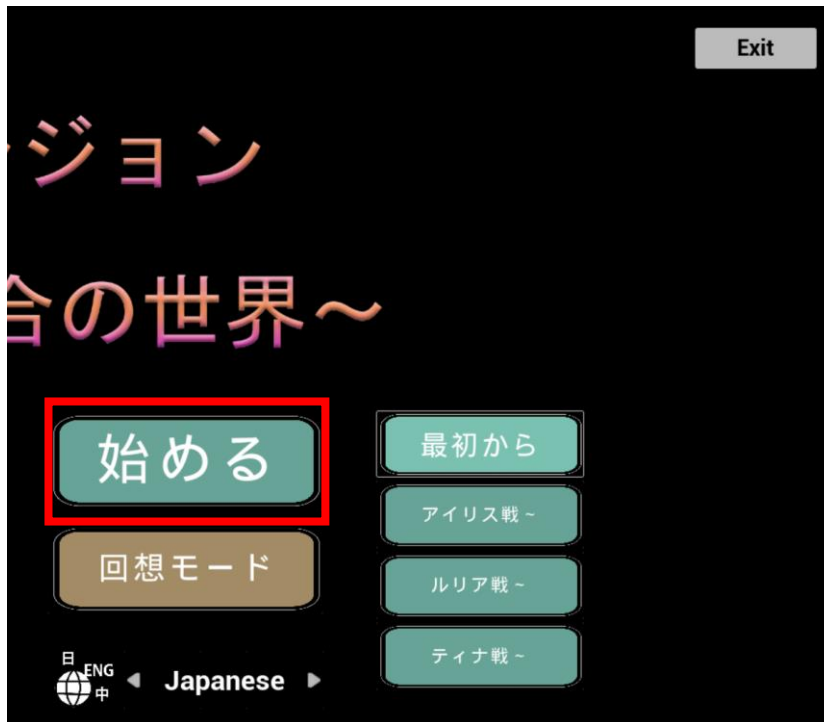 Exit
ージョン
合の世界～
始める
最初から
アイリス戦~
回想モード
ルリア戦~
ティナ戦~
日
ENG
中
Japanese